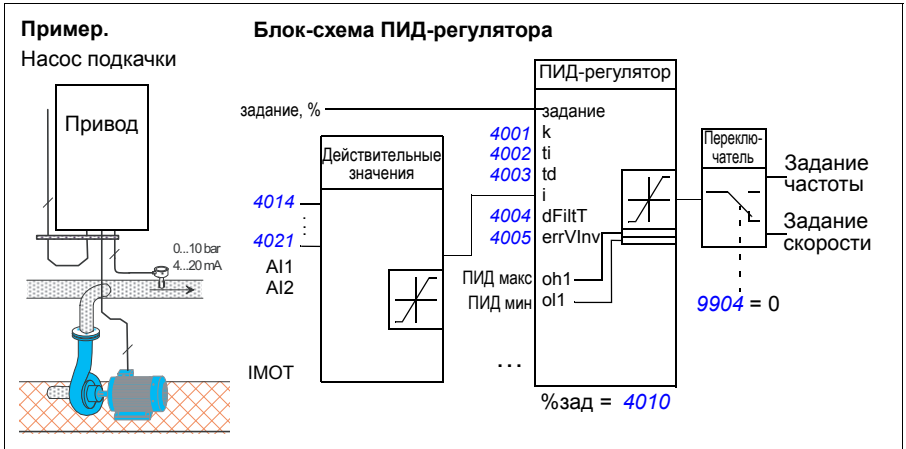 Пример.
Насос подкачки
Привод
0...10 bar
4...20 mA
Блок-схема ПИД-регулятора
задание, %
Действительные
значения
4014
4021
AI1
AI2
IMOT
ПИД-регулятор
задание
4001 k
4002 ti
4003 td
i
4004 dFiltT
4005 errVInv
ПИД макс oh1
ПИД мин ol1
...
%зад = 4010
Переклю-
чатель
Задание
частоты
Задание
скорости
9904 = 0